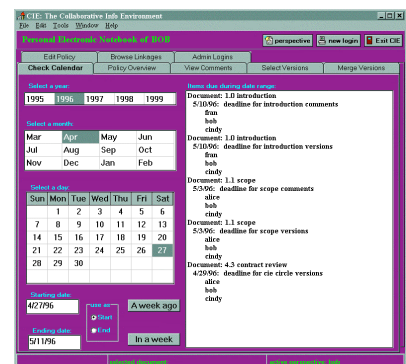 CIE: The Collaborative Info Environment
File Edit Tools Window Help
Personal Electronic Notebook of BOB
perspective
new login
Exit CIE
Edit Policy
Browse Linkages
Admin Logins
Check Calendar
Policy Overview
View Comments
Select Versions
Merge Versions
Select a year:
1995 1996 1997 1998 1999
Select a month:
Mar Apr May Jun
Jul Aug Sep Oct
Nov Dec Jan Feb
Select a day:
Sun Mon Tue Wed Thu Fri Sat
1 2 3 4 5 6
7 8 9 10 11 12 13
14 15 16 17 18 19 20
21 22 23 24 25 26 27
28 29 30
Starting date:
4/27/96
use as
Start
End
A week ago
Ending date:
5/11/96
In a week
Items due during date range:
Document: 1.0 introduction
5/10/96: deadline for introduction comments
fran
bob
cindy
Document: 1.0 introduction
5/10/96: deadline for introduction versions
fran
bob
cindy
Document: 1.1 scope
5/3/96: deadline for scope comments
alice
bob
cindy
Document: 1.1 scope
5/3/96: deadline for scope versions
alice
bob
cindy
Document: 4.3 contract review
4/29/96: deadline for cie circle versions
alice
bob
cindy
selected document:
active perspective: bob